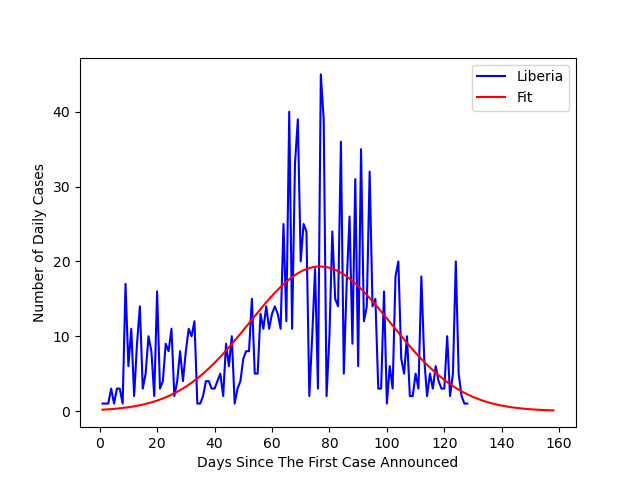 Liberia
Fit
40
30
20
10
0
Number of Daily Cases
0 20 40 60 80 100 120 140 160
Days Since The First Case Announced